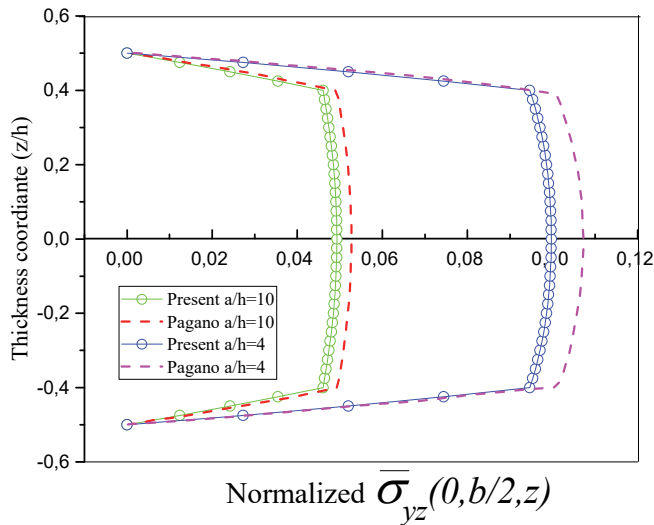 0,6
0,4
0,2
0,0
-0,2
-0,4
-0,6
Thickness coordiante (z/h)
0,00 0,02 0,04 0,06 0,08 0,10 0,12
Present a/h=10
Pagano a/h=10
Present a/h=4
Pagano a/h=4
Normalized σ̅yz(0,b/2,z)